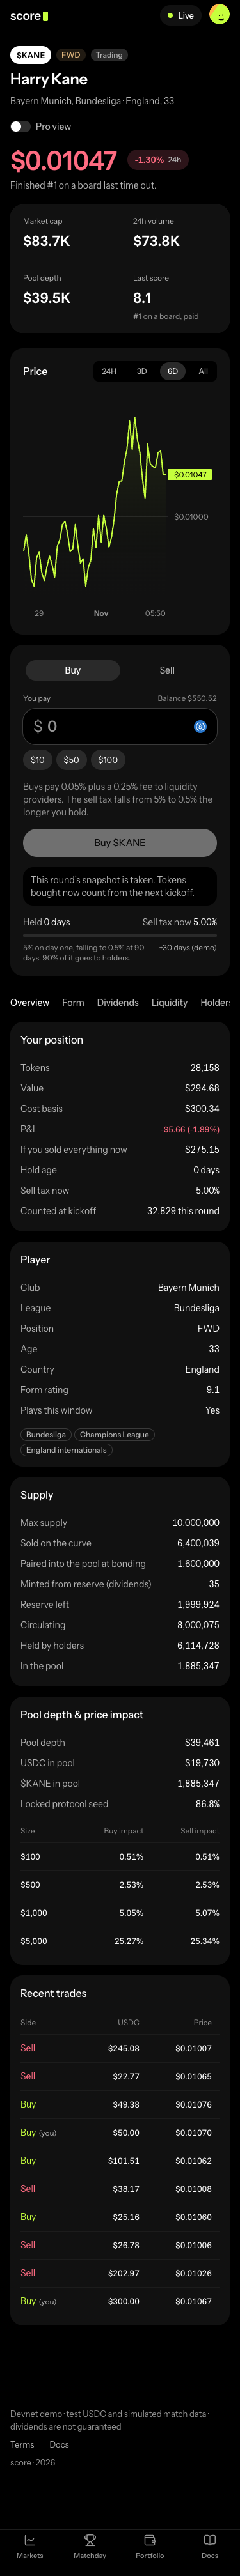 score
Live
$KANE FWD Trading
Harry Kane
Bayern Munich, Bundesliga · England, 33
Pro view
$0.01047 -1.30% 24h
Finished #1 on a board last time out.
Market cap
$83.7K
24h volume
$73.8K
Pool depth
$39.5K
Last score
8.1
#1 on a board, paid
Price 24H 3D 6D All
$0.01047
$0.01000
29 Nov 05:50
Buy Sell
You pay Balance $550.52
$ 0
$10 $50 $100
Buys pay 0.05% plus a 0.25% fee to liquidity
providers. The sell tax falls from 5% to 0.5% the
longer you hold.
Buy $KANE
This round's snapshot is taken. Tokens
bought now count from the next kickoff.
Held 0 days Sell tax now 5.00%
5% on day one, falling to 0.5% at 90
days. 90% of it goes to holders.
+30 days (demo)
Overview Form Dividends Liquidity Holders
Your position
Tokens 28,158
Value $294.68
Cost basis $300.34
P&L -$5.66 (-1.89%)
If you sold everything now $275.15
Hold age 0 days
Sell tax now 5.00%
Counted at kickoff 32,829 this round
Player
Club Bayern Munich
League Bundesliga
Position FWD
Age 33
Country England
Form rating 9.1
Plays this window Yes
Bundesliga Champions League
England internationals
Supply
Max supply 10,000,000
Sold on the curve 6,400,039
Paired into the pool at bonding 1,600,000
Minted from reserve (dividends) 35
Reserve left 1,999,924
Circulating 8,000,075
Held by holders 6,114,728
In the pool 1,885,347
Pool depth & price impact
Pool depth $39,461
USDC in pool $19,730
$KANE in pool 1,885,347
Locked protocol seed 86.8%
Size Buy impact Sell impact
$100 0.51% 0.51%
$500 2.53% 2.53%
$1,000 5.05% 5.07%
$5,000 25.27% 25.34%
Recent trades
Side USDC Price
Sell $245.08 $0.01007
Sell $22.77 $0.01065
Buy $49.38 $0.01076
Buy (you) $50.00 $0.01070
Buy $101.51 $0.01062
Sell $38.17 $0.01008
Buy $25.16 $0.01060
Sell $26.78 $0.01006
Sell $202.97 $0.01026
Buy (you) $300.00 $0.01067
Devnet demo · test USDC and simulated match data ·
dividends are not guaranteed
Terms Docs
score · 2026
Markets Matchday Portfolio Docs